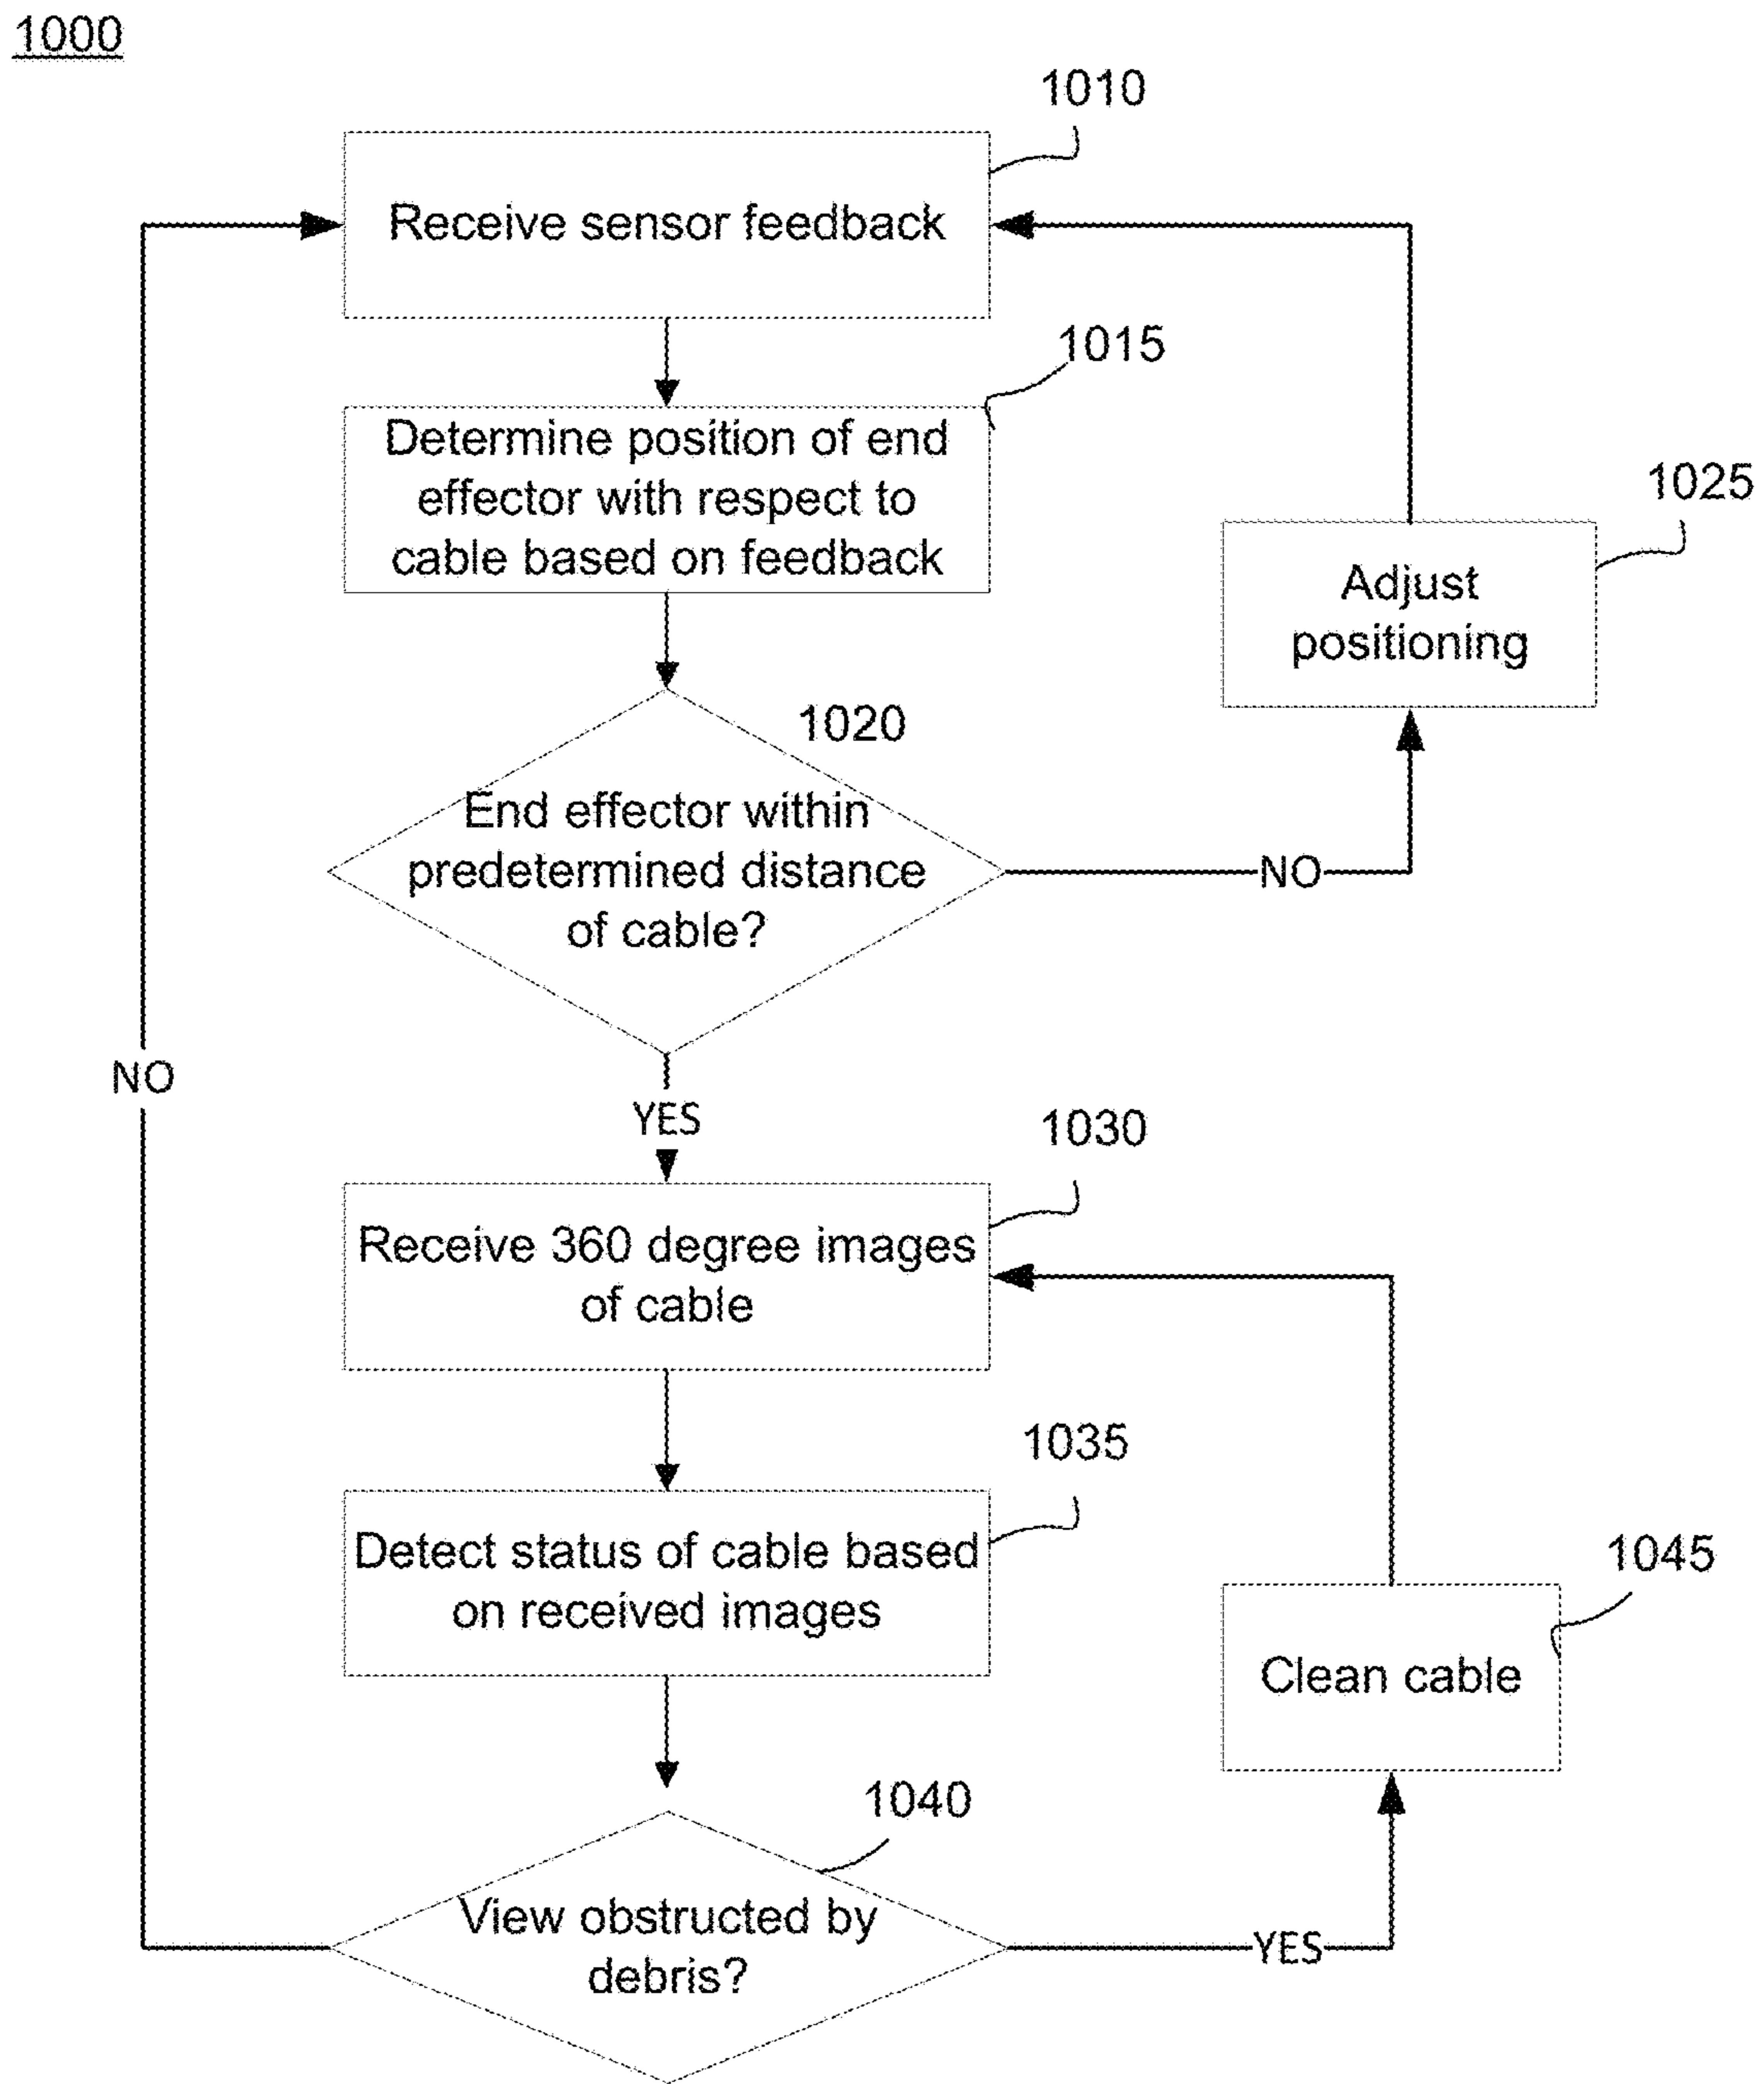 1000
1010
Receive sensor feedback
1015
Determine position of end
effector with respect to
cable based on feedback
1025
Adjust
positioning
1020
End effector within
predetermined distance
of cable?
NO
NO
YES
1030
Receive 360 degree images
of cable
1035
Detect status of cable based
on received images
1045
Clean cable
1040
View obstructed by
debris?
YES